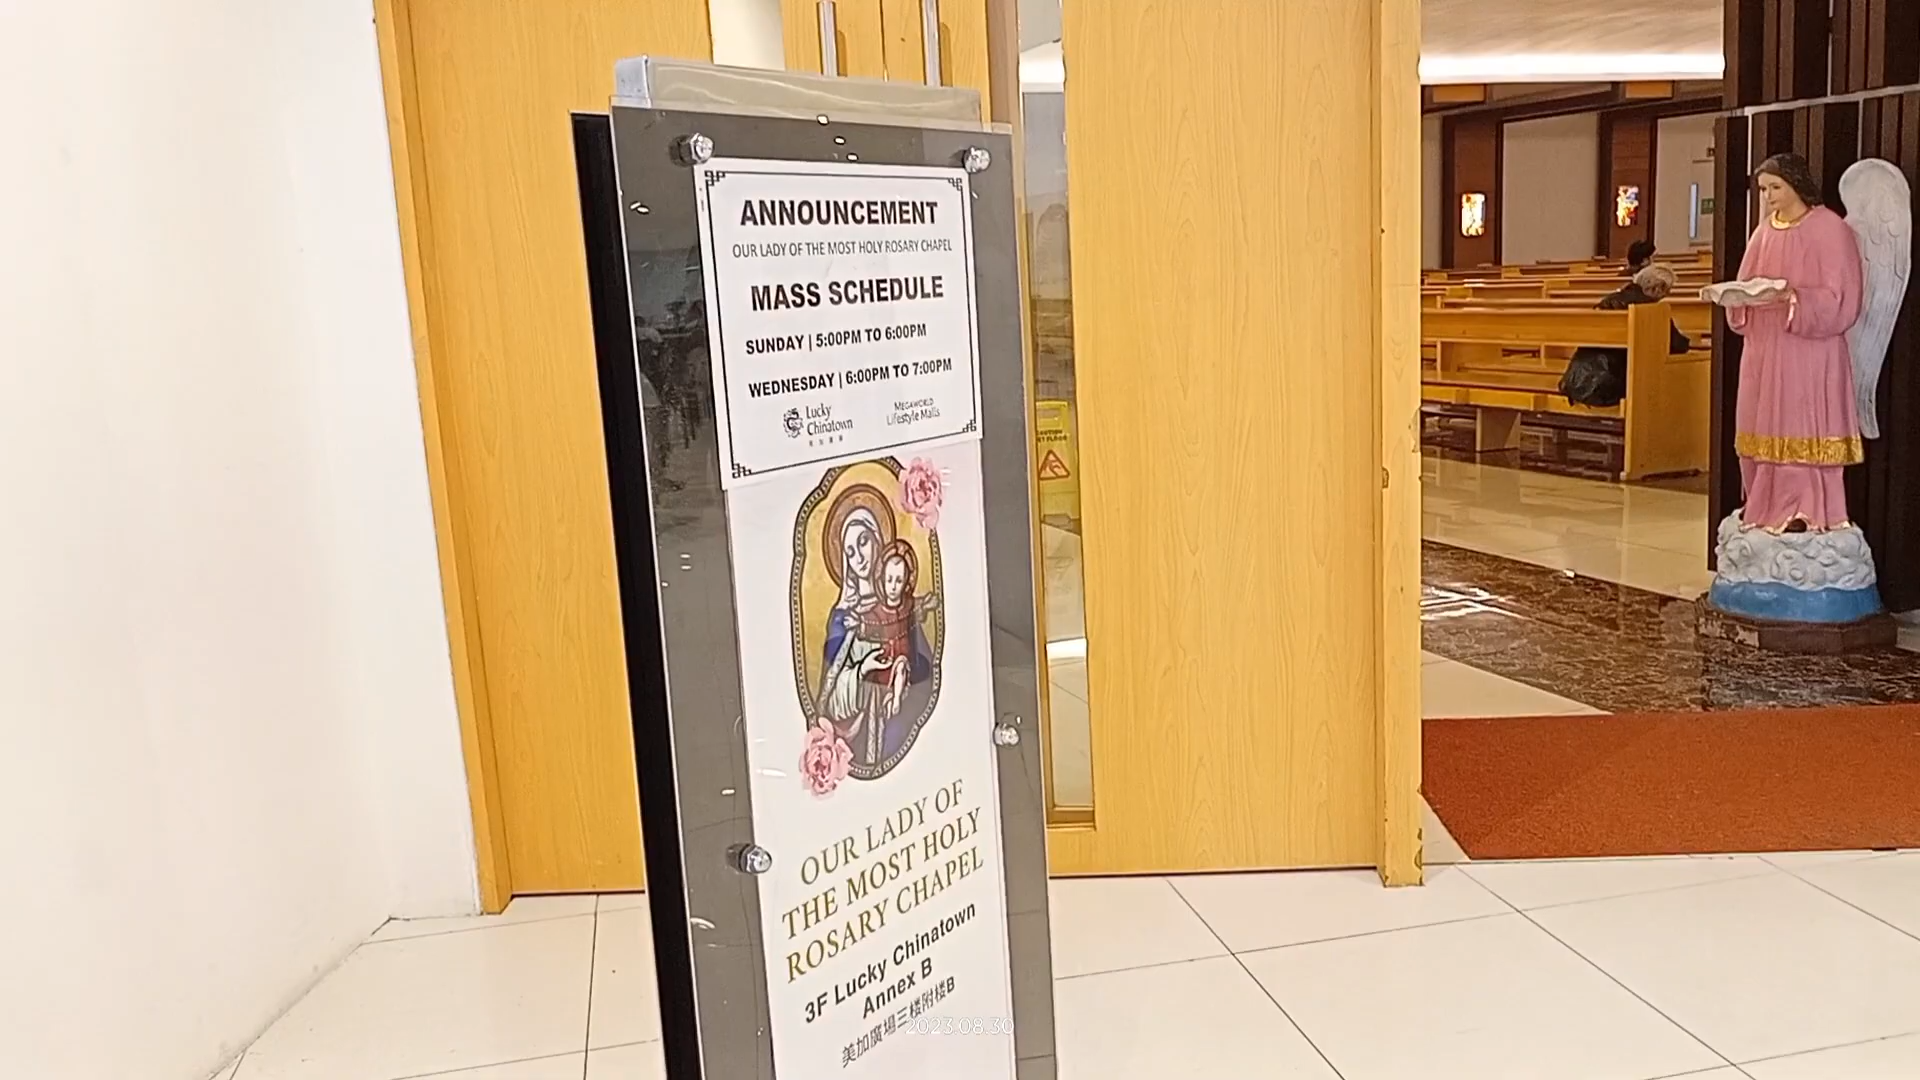 ANNOUNCEMENT
OUR LADY OF THE MOST HOLY ROSARY CHAPEL
MASS SCHEDULE
SUNDAY | 5:00PM TO 6:00PM
WEDNESDAY | 6:00PM TO 7:00PM
Lucky
Chinatown
MEGAWORLD
Lifestyle Malls
OUR LADY OF
THE MOST HOLY
ROSARY CHAPEL
3F Lucky Chinatown
Annex B
美加廣場三楼附楼B
2023.08.30